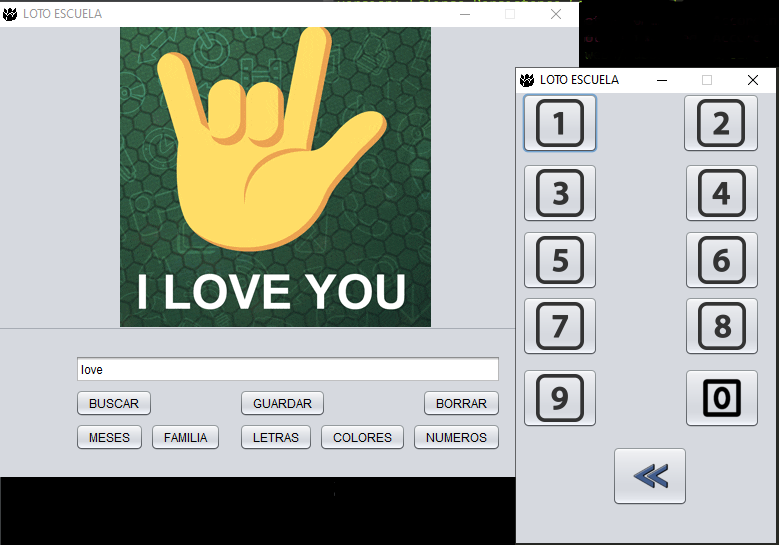 LOTO ESCUELA
I LOVE YOU
love
BUSCAR GUARDAR BORRAR
MESES FAMILIA LETRAS COLORES NUMEROS
LOTO ESCUELA
1 2
3 4
5 6
7 8
9 0